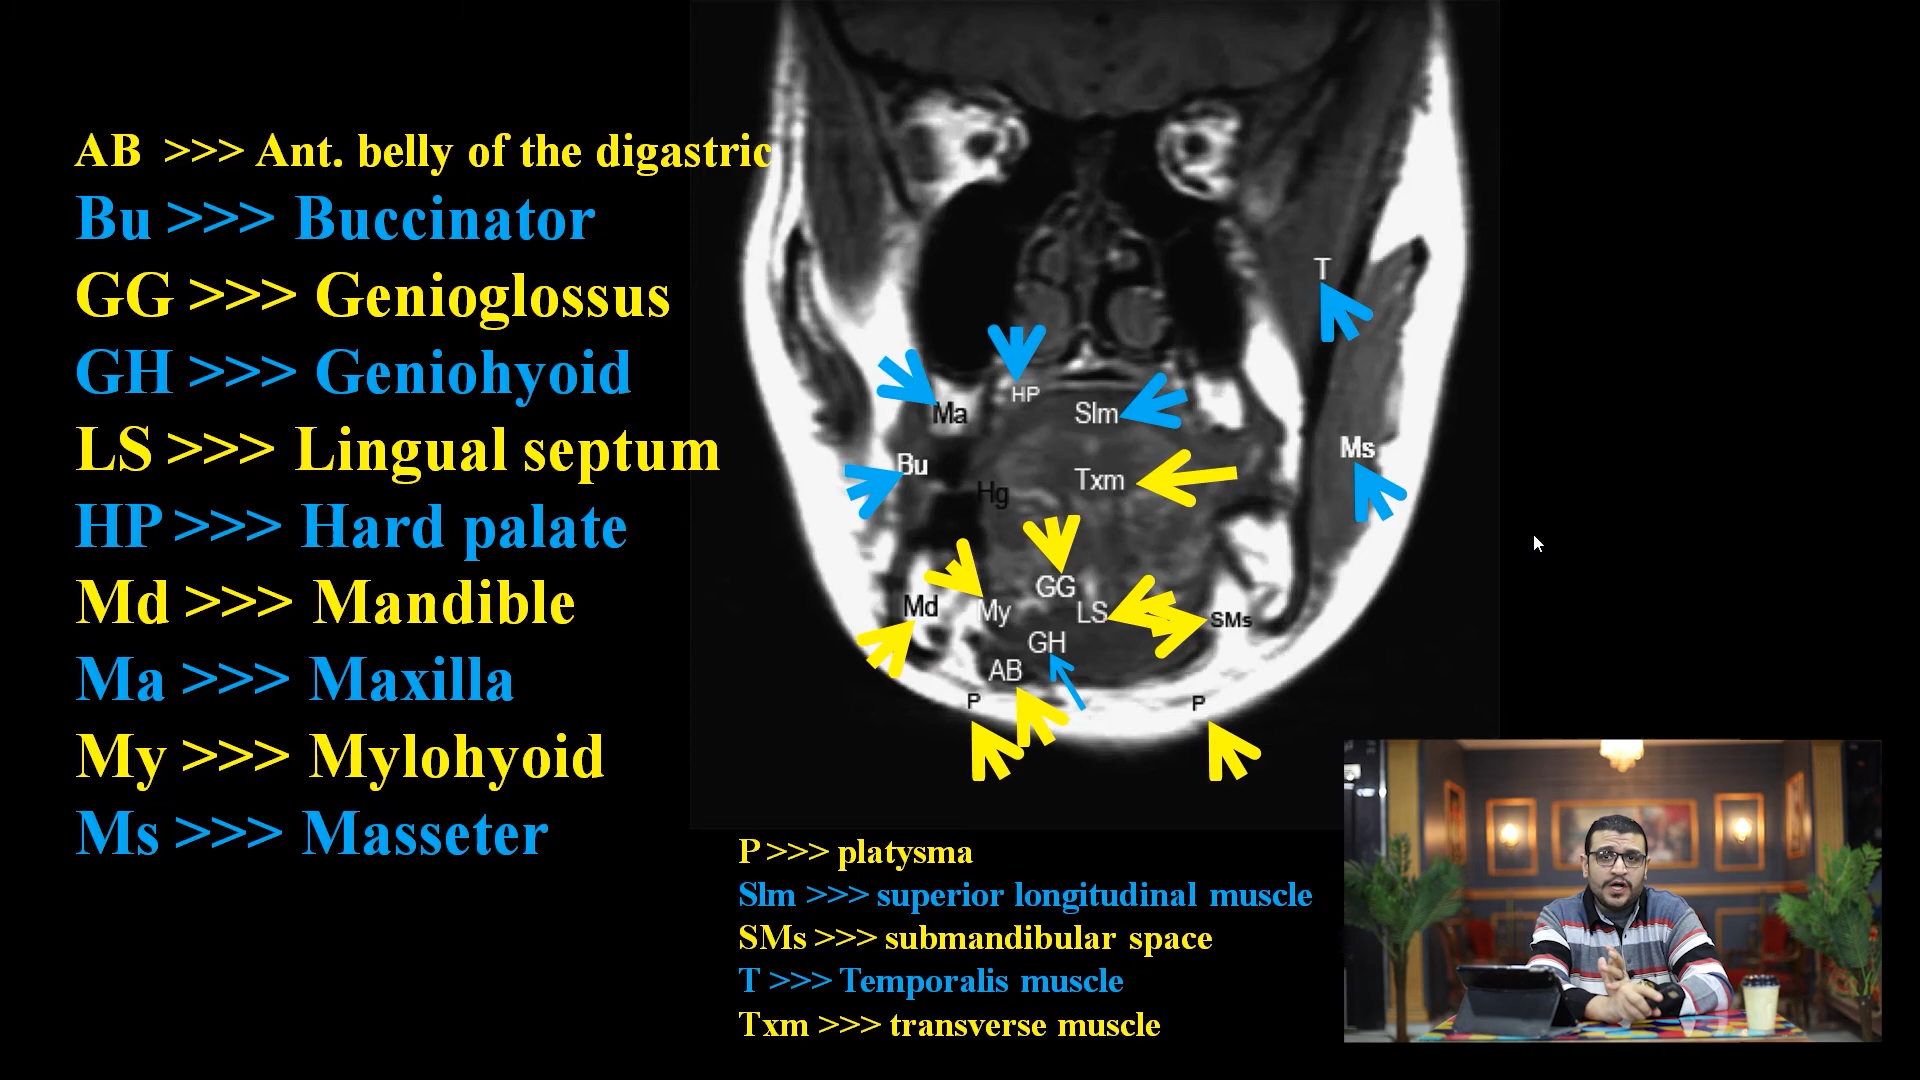 AB >>> Ant. belly of the digastric
Bu >>> Buccinator
GG >>> Genioglossus
GH >>> Geniohyoid
LS >>> Lingual septum
HP >>> Hard palate
Md >>> Mandible
Ma >>> Maxilla
My >>> Mylohyoid
Ms >>> Masseter
T
HP
Ma
Slm
Ms
Bu
Txm
Hg
GG
Md
My
LS
SMs
GH
AB
P
P
P >>> platysma
Slm >>> superior longitudinal muscle
SMs >>> submandibular space
T >>> Temporalis muscle
Txm >>> transverse muscle